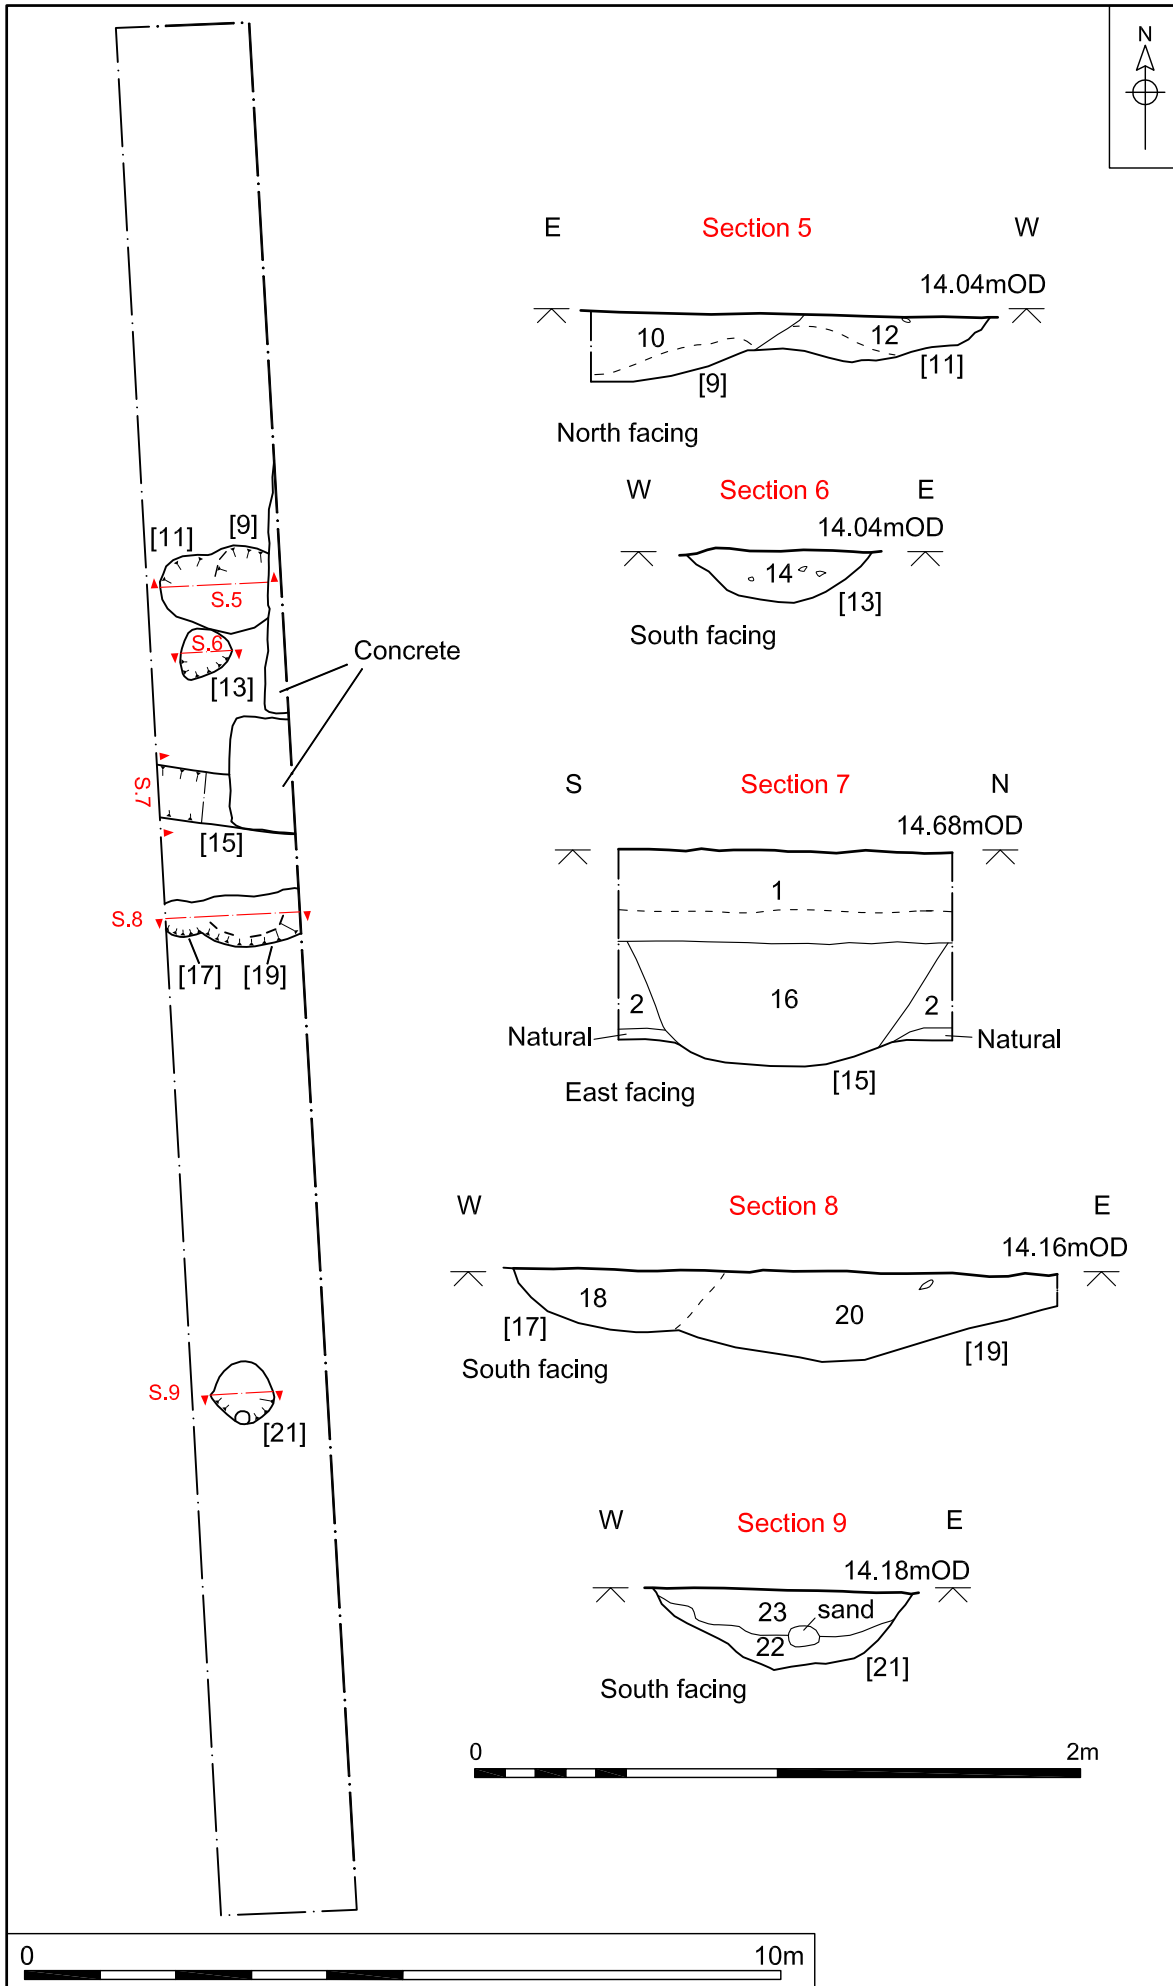 N
E Section 5 W
14.04mOD
10 12
[9] [11]
North facing
W Section 6 E
14.04mOD
14
[13]
South facing
[11] [9]
S.5
S.6
[13]
Concrete
S.7
[15]
S Section 7 N
14.68mOD
1
16
2 2
Natural Natural
[15]
East facing
S.8
[17] [19]
W Section 8 E
14.16mOD
18 20
[17] [19]
South facing
S.9
[21]
W Section 9 E
14.18mOD
23 sand
22
[21]
South facing
0 2m
0 10m